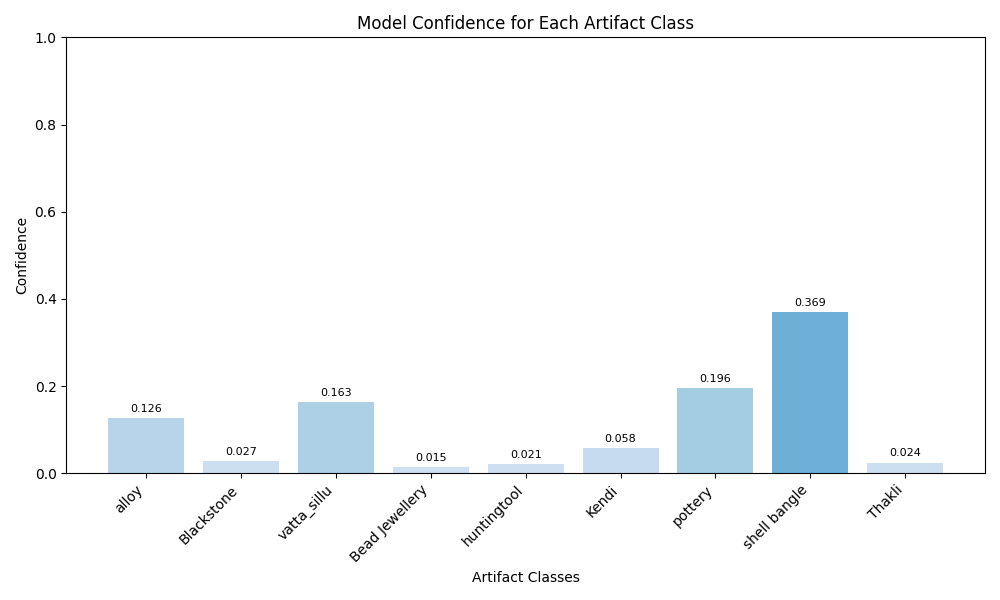 Model Confidence for Each Artifact Class
1.0
0.8
0.6
0.4
0.2
0.0
Confidence
0.126
0.027
0.163
0.015
0.021
0.058
0.196
0.369
0.024
alloy
Blackstone
vatta_sillu
Bead Jewellery
huntingtool
Kendi
pottery
shell bangle
Thakli
Artifact Classes